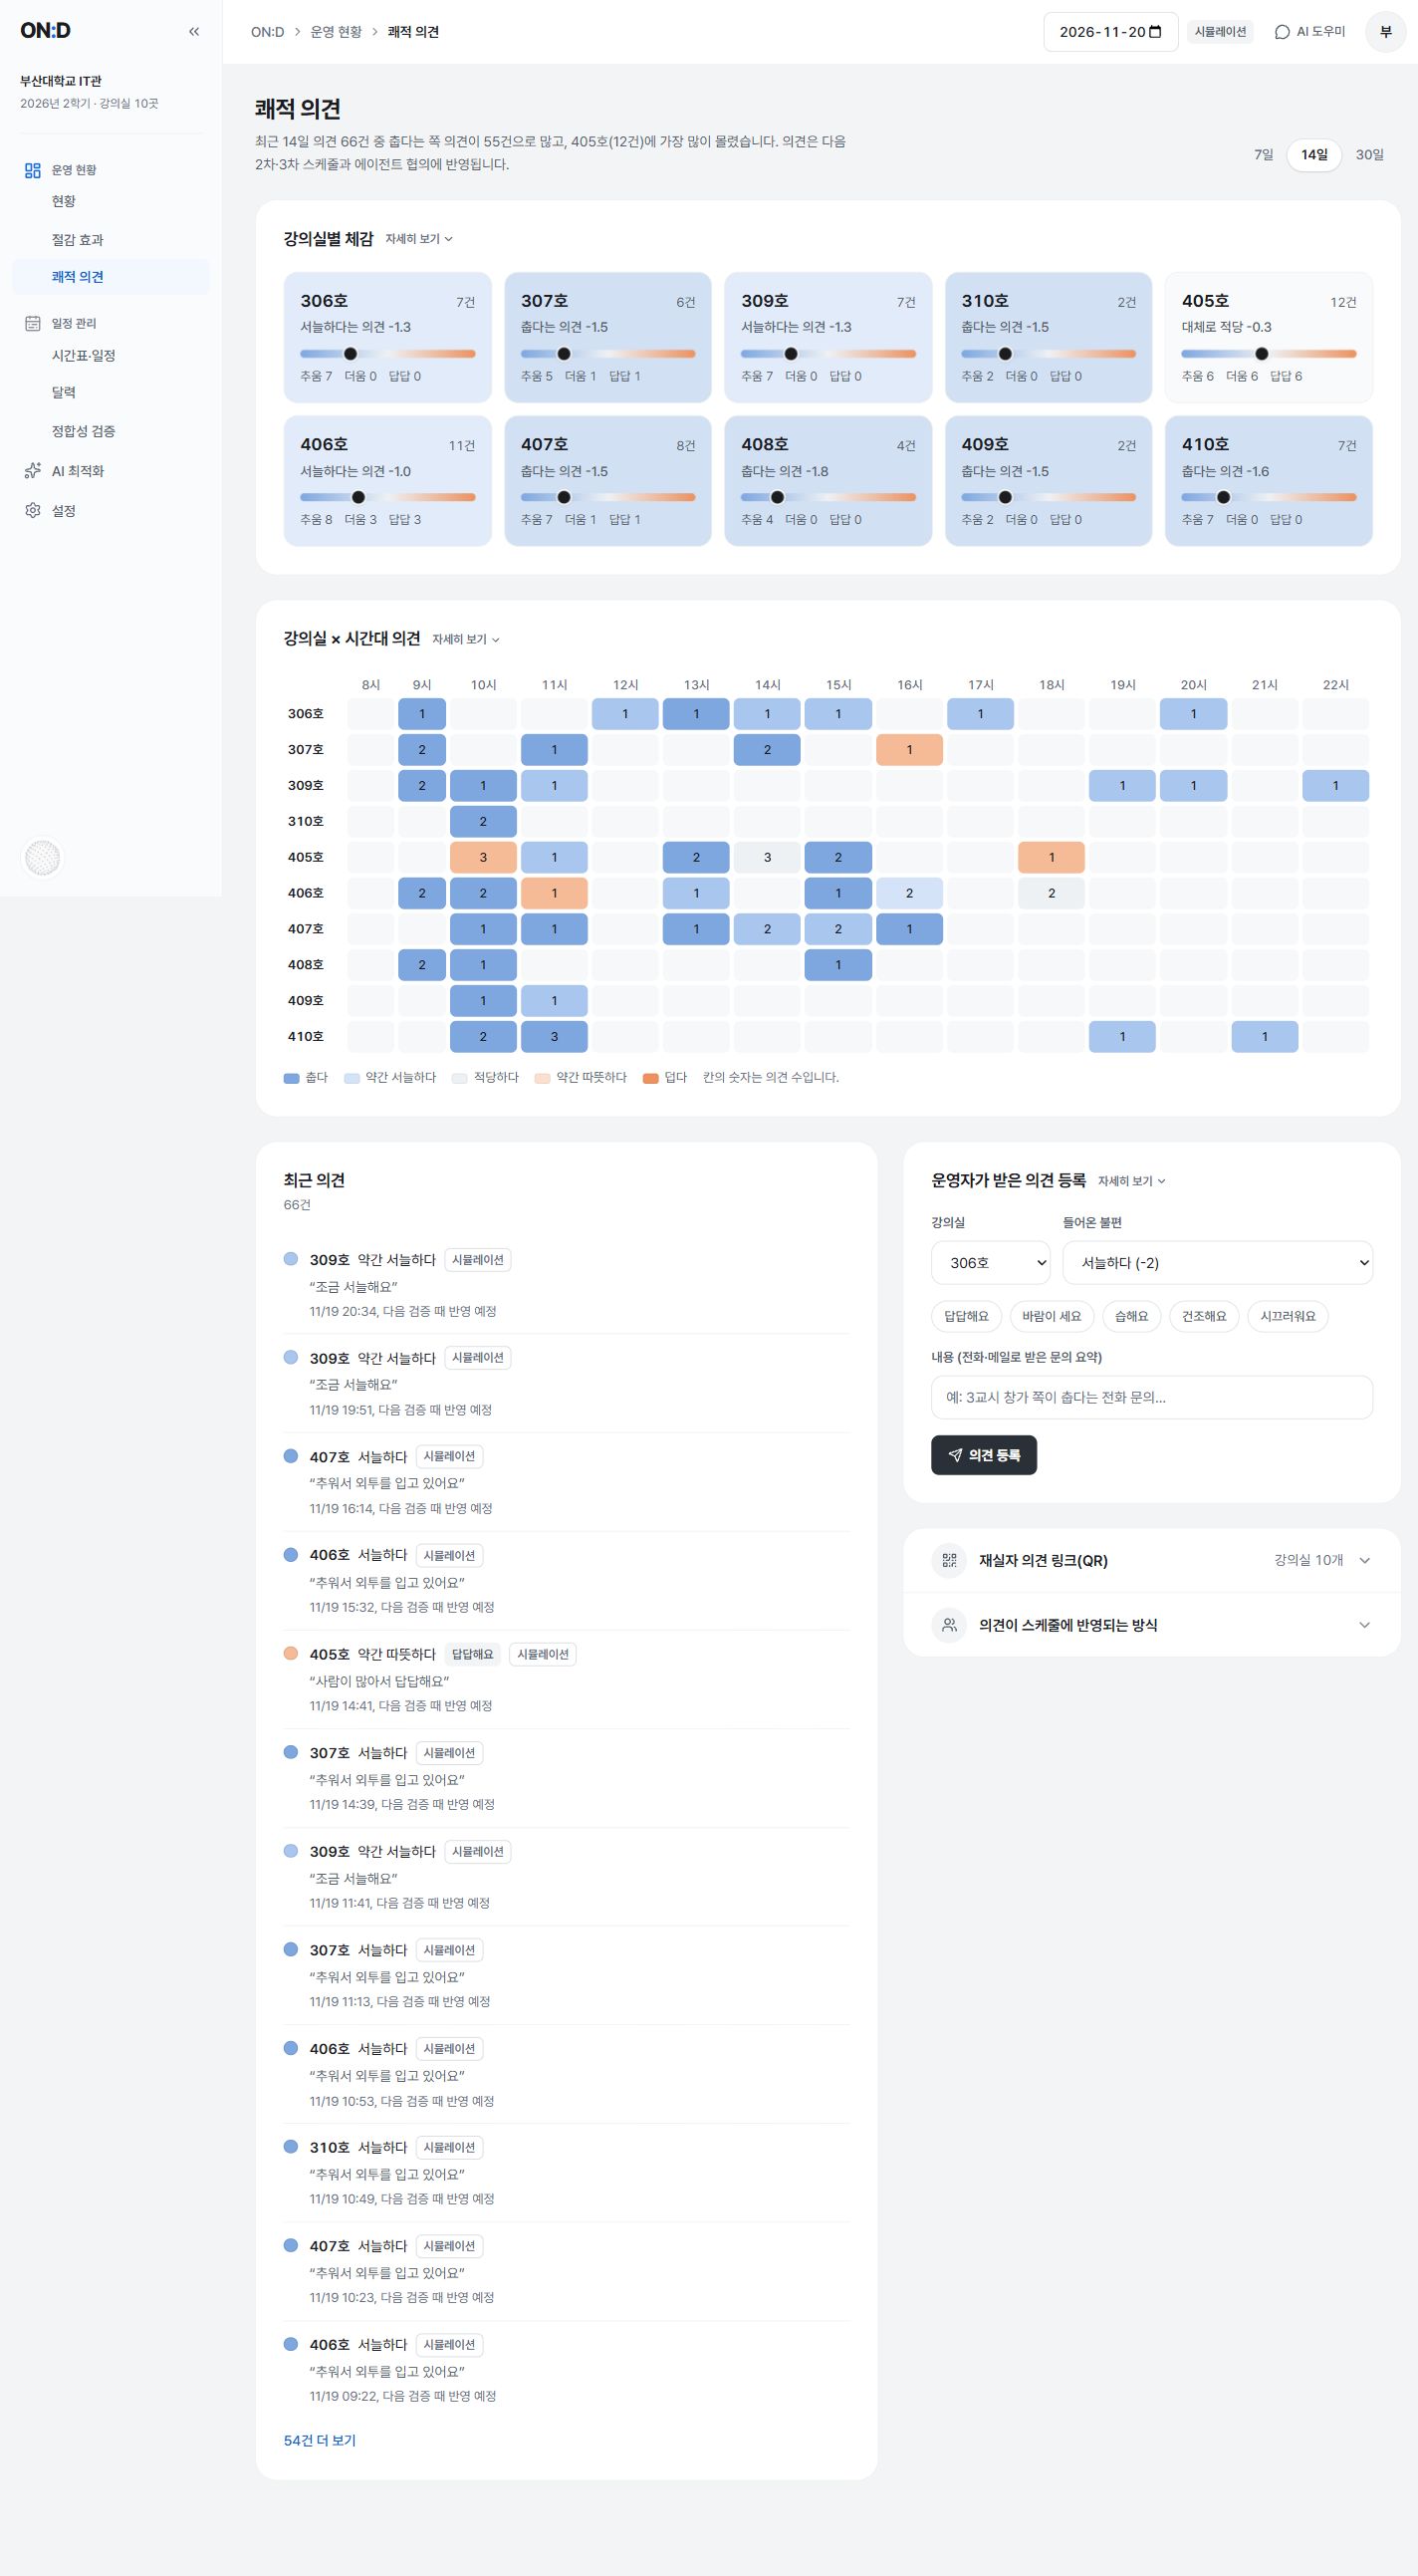 ON:D
부산대학교 IT관
2026년 2학기 · 강의실 10곳
운영 현황
현황
절감 효과
쾌적 의견
일정 관리
시간표·일정
달력
정합성 검증
AI 최적화
설정
ON:D > 운영 현황 > 쾌적 의견
2026-11-20 시뮬레이션 AI 도우미 부
쾌적 의견
최근 14일 의견 66건 중 춥다는 쪽 의견이 55건으로 많고, 405호(12건)에 가장 많이 몰렸습니다. 의견은 다음
2차·3차 스케줄과 에이전트 협의에 반영됩니다.
7일 14일 30일
강의실별 체감 자세히 보기
306호 7건
서늘하다는 의견 -1.3
추움 7 더움 0 답답 0
307호 6건
춥다는 의견 -1.5
추움 5 더움 1 답답 1
309호 7건
서늘하다는 의견 -1.3
추움 7 더움 0 답답 0
310호 2건
춥다는 의견 -1.5
추움 2 더움 0 답답 0
405호 12건
대체로 적당 -0.3
추움 6 더움 6 답답 6
406호 11건
서늘하다는 의견 -1.0
추움 8 더움 3 답답 3
407호 8건
춥다는 의견 -1.5
추움 7 더움 1 답답 1
408호 4건
춥다는 의견 -1.8
추움 4 더움 0 답답 0
409호 2건
춥다는 의견 -1.5
추움 2 더움 0 답답 0
410호 7건
춥다는 의견 -1.6
추움 7 더움 0 답답 0
강의실 × 시간대 의견 자세히 보기
8시 9시 10시 11시 12시 13시 14시 15시 16시 17시 18시 19시 20시 21시 22시
306호 1 1 1 1 1 1 1
307호 2 1 2 1
309호 2 1 1 1 1 1
310호 2
405호 3 1 2 3 2 1
406호 2 2 1 1 1 2 2
407호 1 1 1 2 2 1
408호 2 1 1
409호 1 1
410호 2 3 1 1
춥다 약간 서늘하다 적당하다 약간 따뜻하다 덥다 칸의 숫자는 의견 수입니다.
최근 의견
66건
309호 약간 서늘하다 시뮬레이션
“조금 서늘해요”
11/19 20:34, 다음 검증 때 반영 예정
309호 약간 서늘하다 시뮬레이션
“조금 서늘해요”
11/19 19:51, 다음 검증 때 반영 예정
407호 서늘하다 시뮬레이션
“추워서 외투를 입고 있어요”
11/19 16:14, 다음 검증 때 반영 예정
406호 서늘하다 시뮬레이션
“추워서 외투를 입고 있어요”
11/19 15:32, 다음 검증 때 반영 예정
405호 약간 따뜻하다 답답해요 시뮬레이션
“사람이 많아서 답답해요”
11/19 14:41, 다음 검증 때 반영 예정
307호 서늘하다 시뮬레이션
“추워서 외투를 입고 있어요”
11/19 14:39, 다음 검증 때 반영 예정
309호 약간 서늘하다 시뮬레이션
“조금 서늘해요”
11/19 11:41, 다음 검증 때 반영 예정
307호 서늘하다 시뮬레이션
“추워서 외투를 입고 있어요”
11/19 11:13, 다음 검증 때 반영 예정
406호 서늘하다 시뮬레이션
“추워서 외투를 입고 있어요”
11/19 10:53, 다음 검증 때 반영 예정
310호 서늘하다 시뮬레이션
“추워서 외투를 입고 있어요”
11/19 10:49, 다음 검증 때 반영 예정
407호 서늘하다 시뮬레이션
“추워서 외투를 입고 있어요”
11/19 10:23, 다음 검증 때 반영 예정
406호 서늘하다 시뮬레이션
“추워서 외투를 입고 있어요”
11/19 09:22, 다음 검증 때 반영 예정
54건 더 보기
운영자가 받은 의견 등록 자세히 보기
강의실 들어온 불편
306호 서늘하다 (-2)
답답해요 바람이 세요 습해요 건조해요 시끄러워요
내용 (전화·메일로 받은 문의 요약)
예: 3교시 창가 쪽이 춥다는 전화 문의...
의견 등록
재실자 의견 링크(QR) 강의실 10개
의견이 스케줄에 반영되는 방식